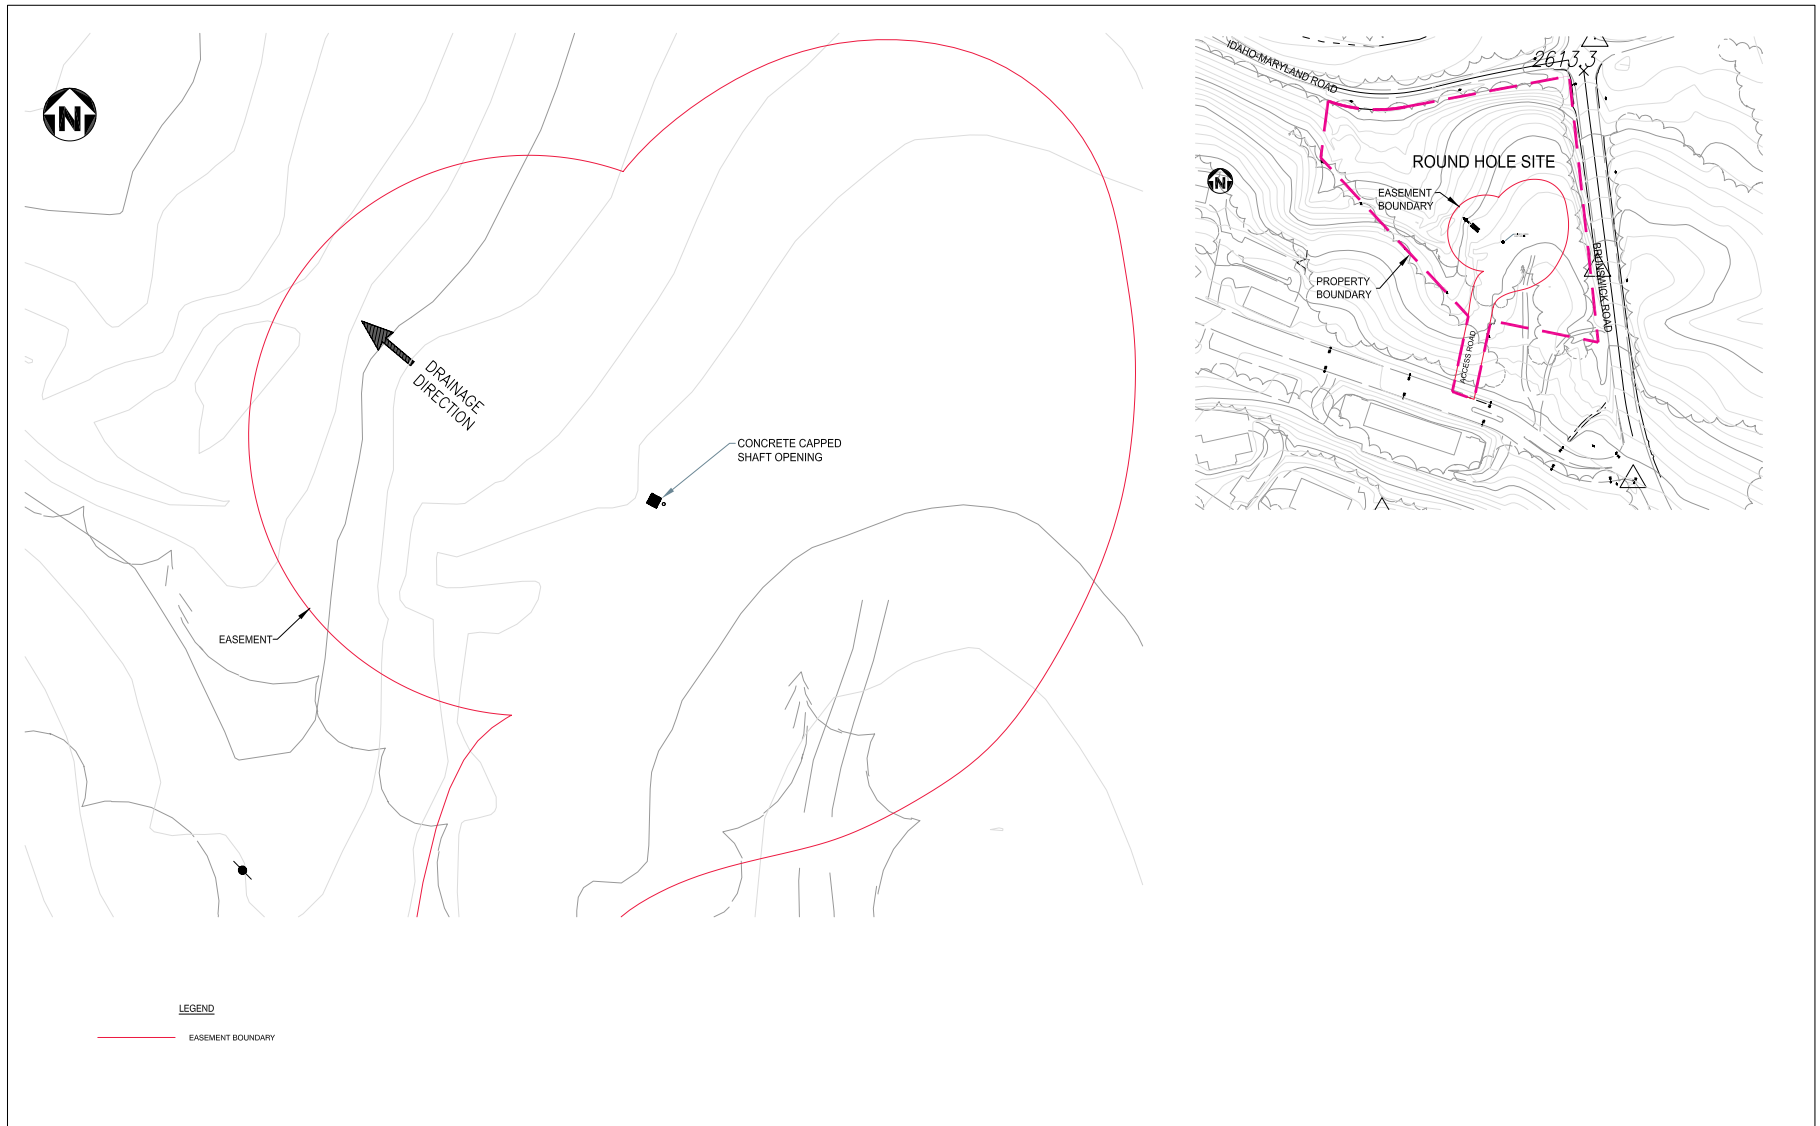 N
DRAINAGE
DIRECTION
CONCRETE CAPPED
SHAFT OPENING
EASEMENT
LEGEND
EASEMENT BOUNDARY
IDAHO-MARYLAND ROAD
2613.3
ROUND HOLE SITE
N
EASEMENT
BOUNDARY
PROPERTY
BOUNDARY
BRUNSWICK ROAD
ACCESS ROAD